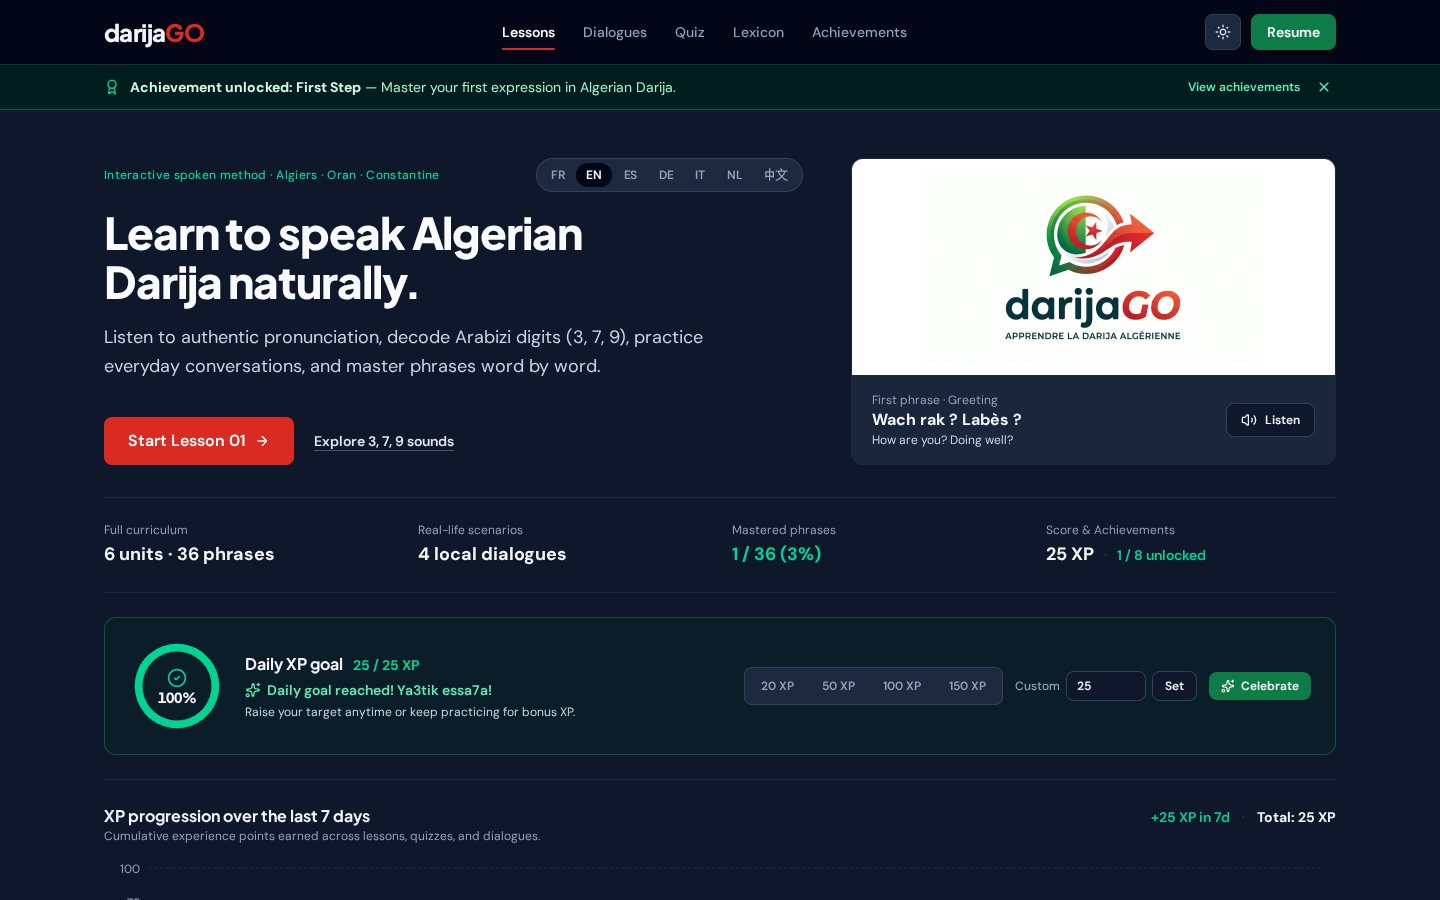 darijaGO
Lessons
Dialogues
Quiz
Lexicon
Achievements
Resume
Achievement unlocked: First Step — Master your first expression in Algerian Darija.
View achievements
Interactive spoken method · Algiers · Oran · Constantine
FR
EN
ES
DE
IT
NL
中文
Learn to speak Algerian
Darija naturally.
Listen to authentic pronunciation, decode Arabizi digits (3, 7, 9), practice
everyday conversations, and master phrases word by word.
Start Lesson 01
Explore 3, 7, 9 sounds
darijaGO
APPRENDRE LA DARIJA ALGÉRIENNE
First phrase · Greeting
Wach rak ? Labès ?
How are you? Doing well?
Listen
Full curriculum
6 units · 36 phrases
Real-life scenarios
4 local dialogues
Mastered phrases
1 / 36 (3%)
Score & Achievements
25 XP · 1 / 8 unlocked
100%
Daily XP goal 25 / 25 XP
Daily goal reached! Ya3tik essa7a!
Raise your target anytime or keep practicing for bonus XP.
20 XP
50 XP
100 XP
150 XP
Custom
25
Set
Celebrate
XP progression over the last 7 days
Cumulative experience points earned across lessons, quizzes, and dialogues.
+25 XP in 7d · Total: 25 XP
100